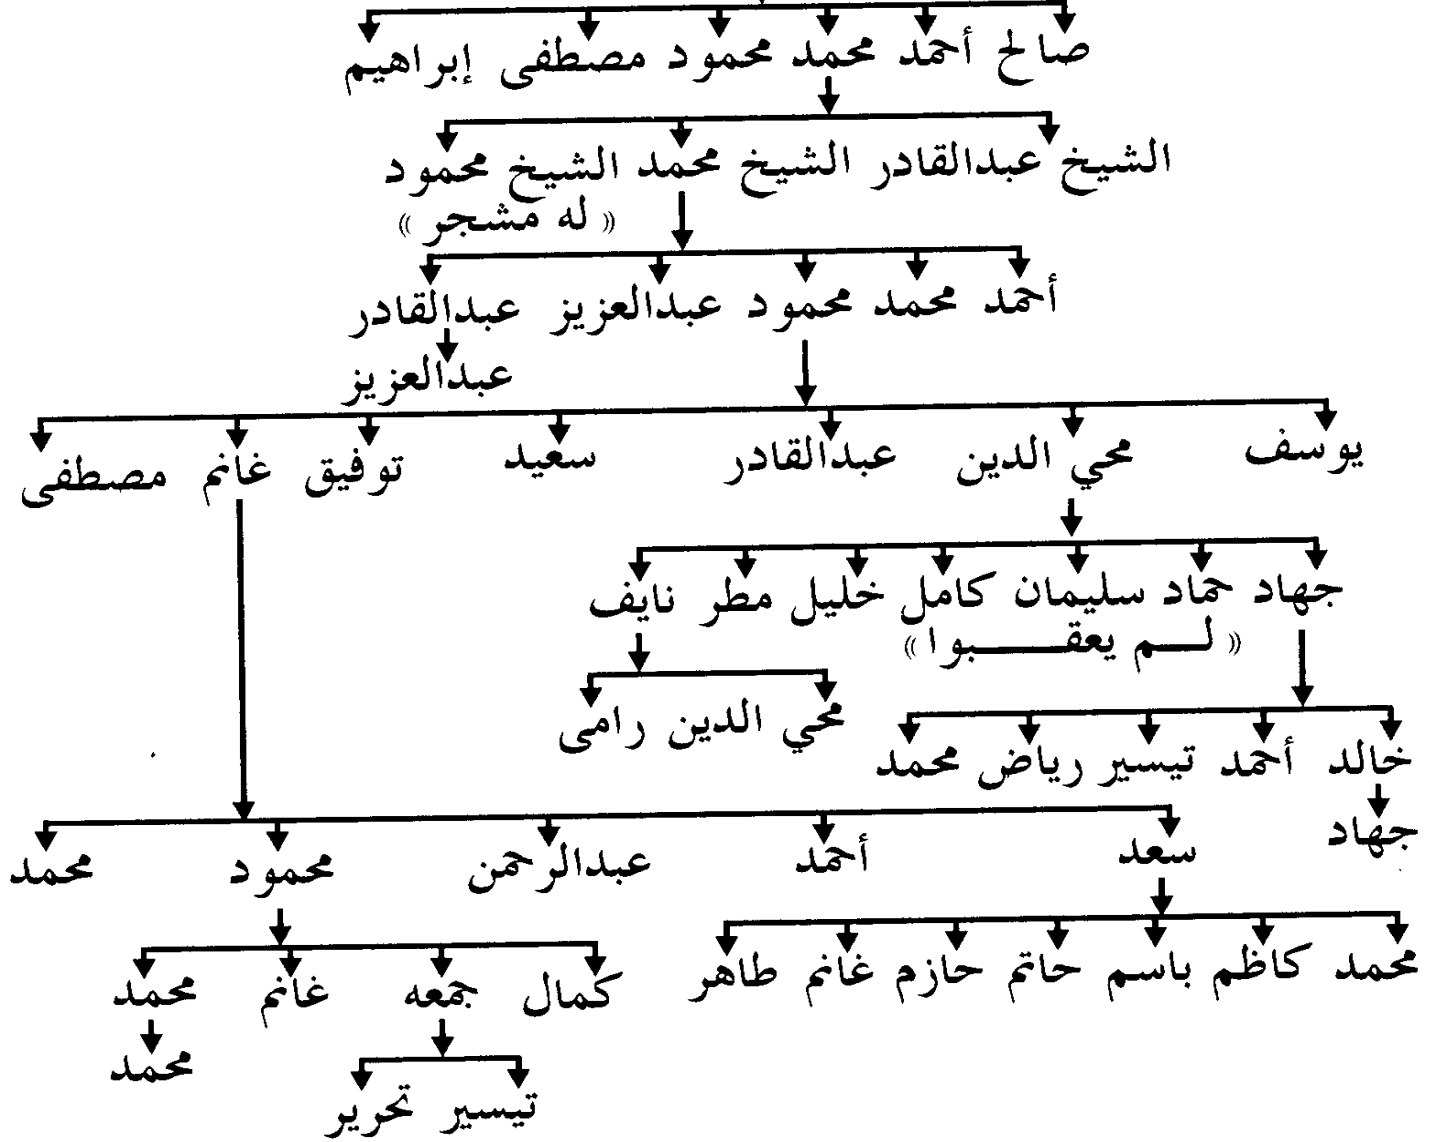 صالح أحمد محمد محمود مصطفى إبراهيم
الشيخ عبدالقادر الشيخ محمد الشيخ محمود
« له مشجر »
أحمد محمد محمود عبدالعزيز عبدالقادر
عبدالعزيز
يوسف محي الدين عبدالقادر سعيد توفيق غانم مصطفى
جهاد حماد سليمان كامل خليل مطر نايف
« لـــم يعقـــــبوا »
محي الدين رامى
خالد أحمد تيسير رياض محمد
جهاد
سعد أحمد عبدالرحمن محمود محمد
محمد كاظم باسم حاتم حازم غانم طاهر
كمال جمعه غانم محمد
محمد
تيسير تحرير